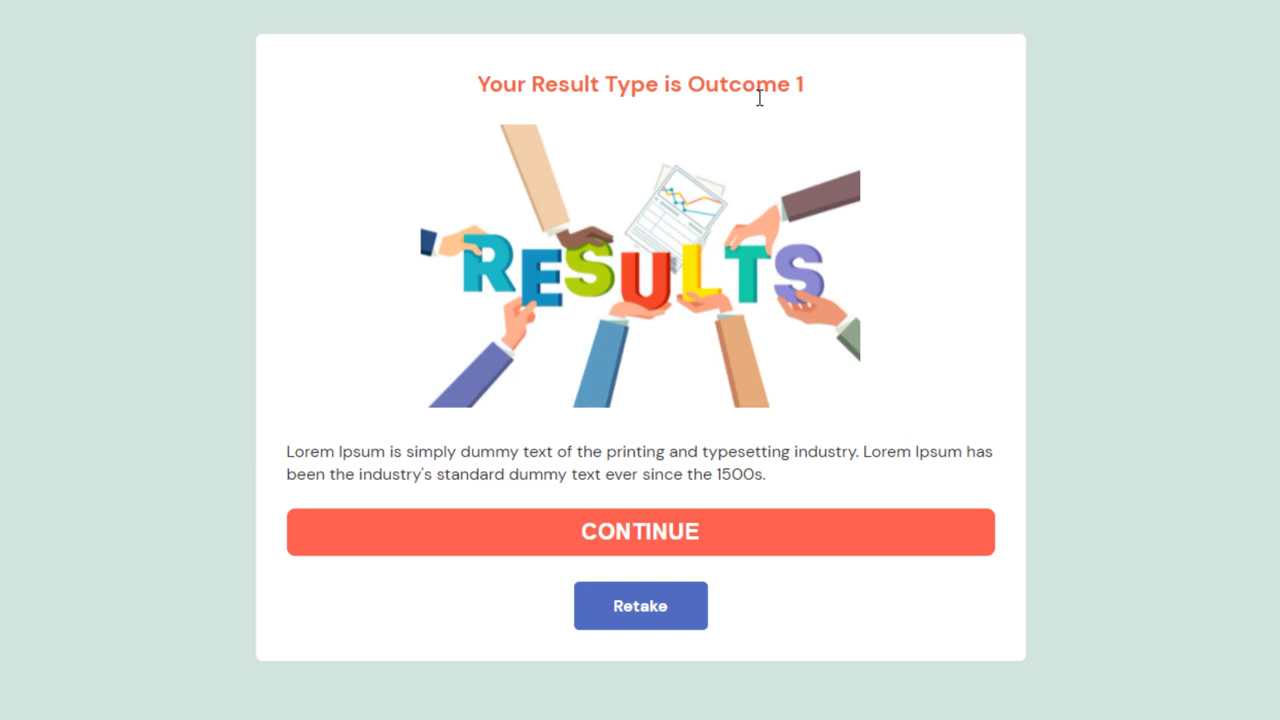 Your Result Type is Outcome 1
RESULTS
Lorem Ipsum is simply dummy text of the printing and typesetting industry. Lorem Ipsum has
been the industry's standard dummy text ever since the 1500s.
CONTINUE
Retake